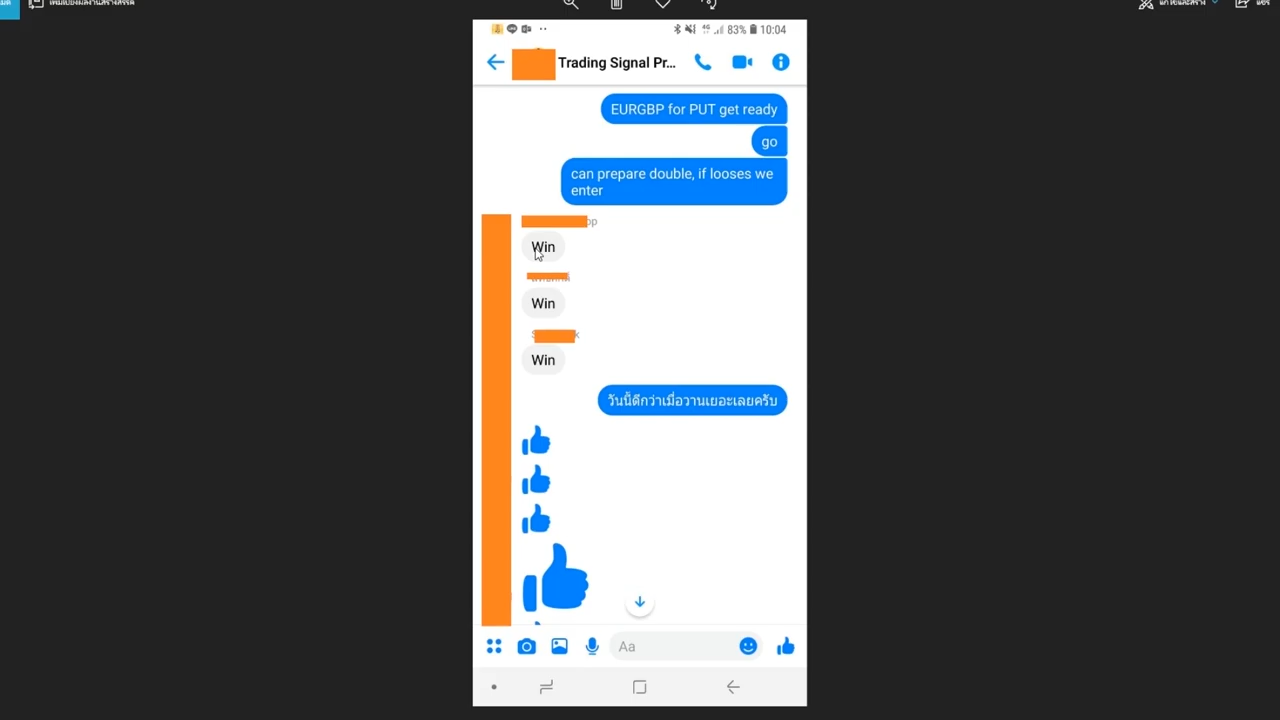 83% 10:04
Trading Signal Pr...
EURGBP for PUT get ready
go
can prepare double, if looses we
enter
Win
Win
Win
วันนี้ดีกว่าเมื่อวานเยอะเลยครับ
Aa